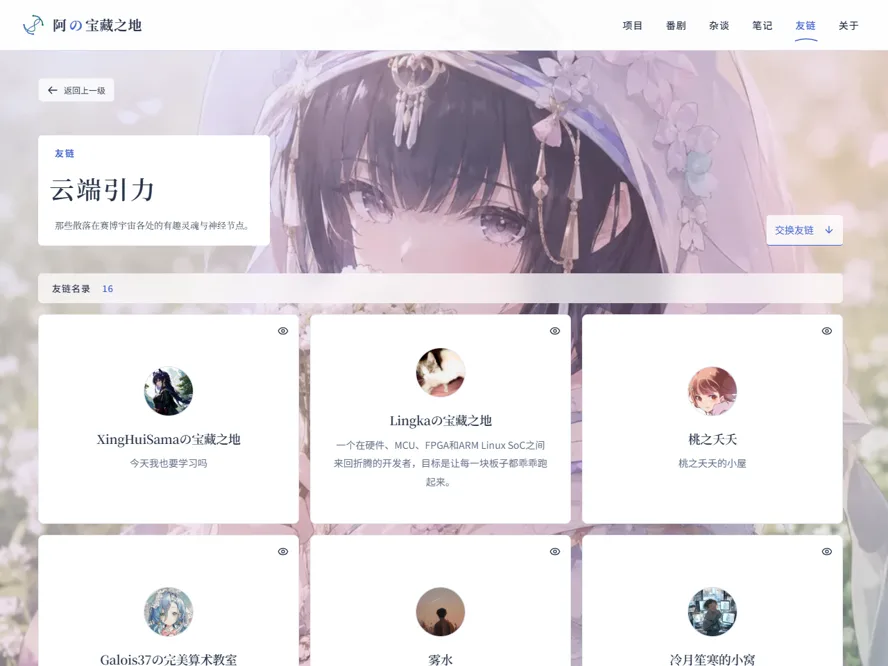 阿の宝藏之地
项目 番剧 杂谈 笔记 友链 关于
返回上一级
友链
云端引力
那些散落在赛博宇宙各处的有趣灵魂与神经节点。
交换友链
友链名录 16
XingHuiSamaの宝藏之地
今天我也要学习吗
Lingkaの宝藏之地
一个在硬件、MCU、FPGA和ARM Linux SoC之间
来回折腾的开发者，目标是让每一块板子都乖乖跑
起来。
桃之夭夭
桃之夭夭的小屋
Galois37の完美算术教室
雾水
冷月笙寒的小窝